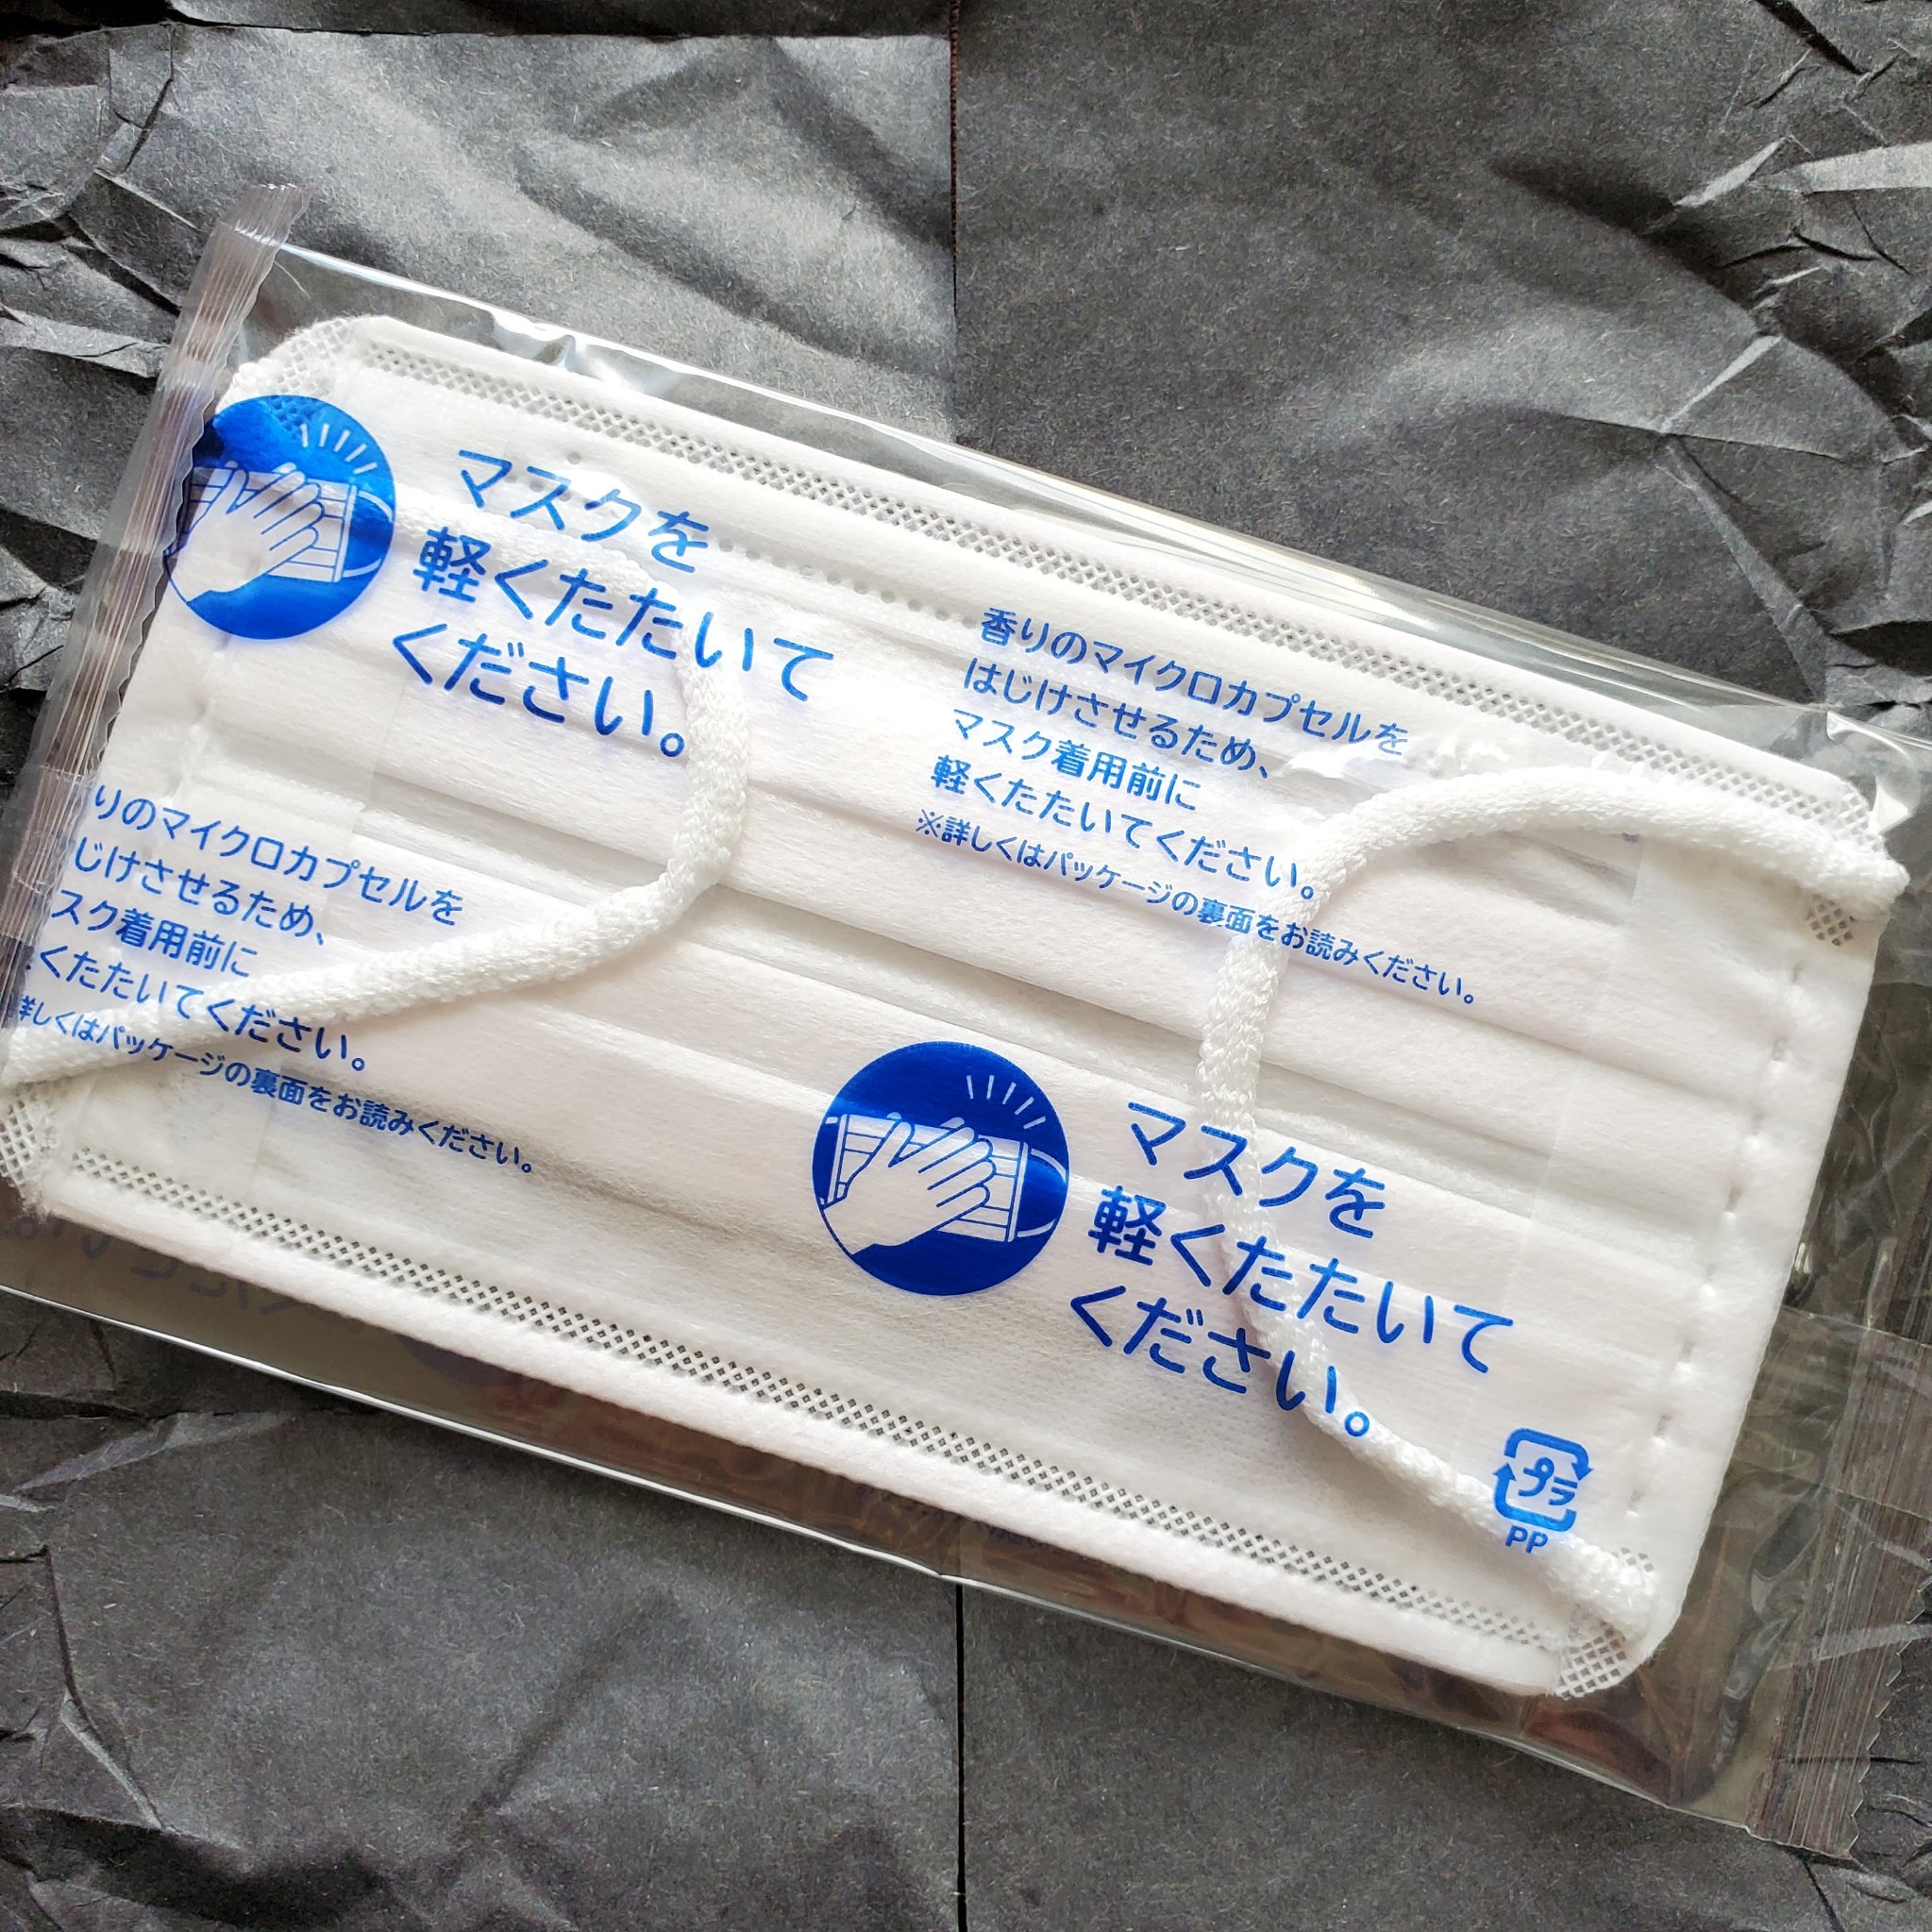 マスクを
軽くたたいて
ください。
香りのマイクロカプセルを
はじけさせるため、
マスク着用前に
軽くたたいてください。
※詳しくはパッケージの裏面をお読みください。
りのマイクロカプセルを
じけさせるため、
スク着用前に
くたたいてください。
詳しくはパッケージの裏面をお読みください。
マスクを
軽くたたいて
ください。
プラ
PP